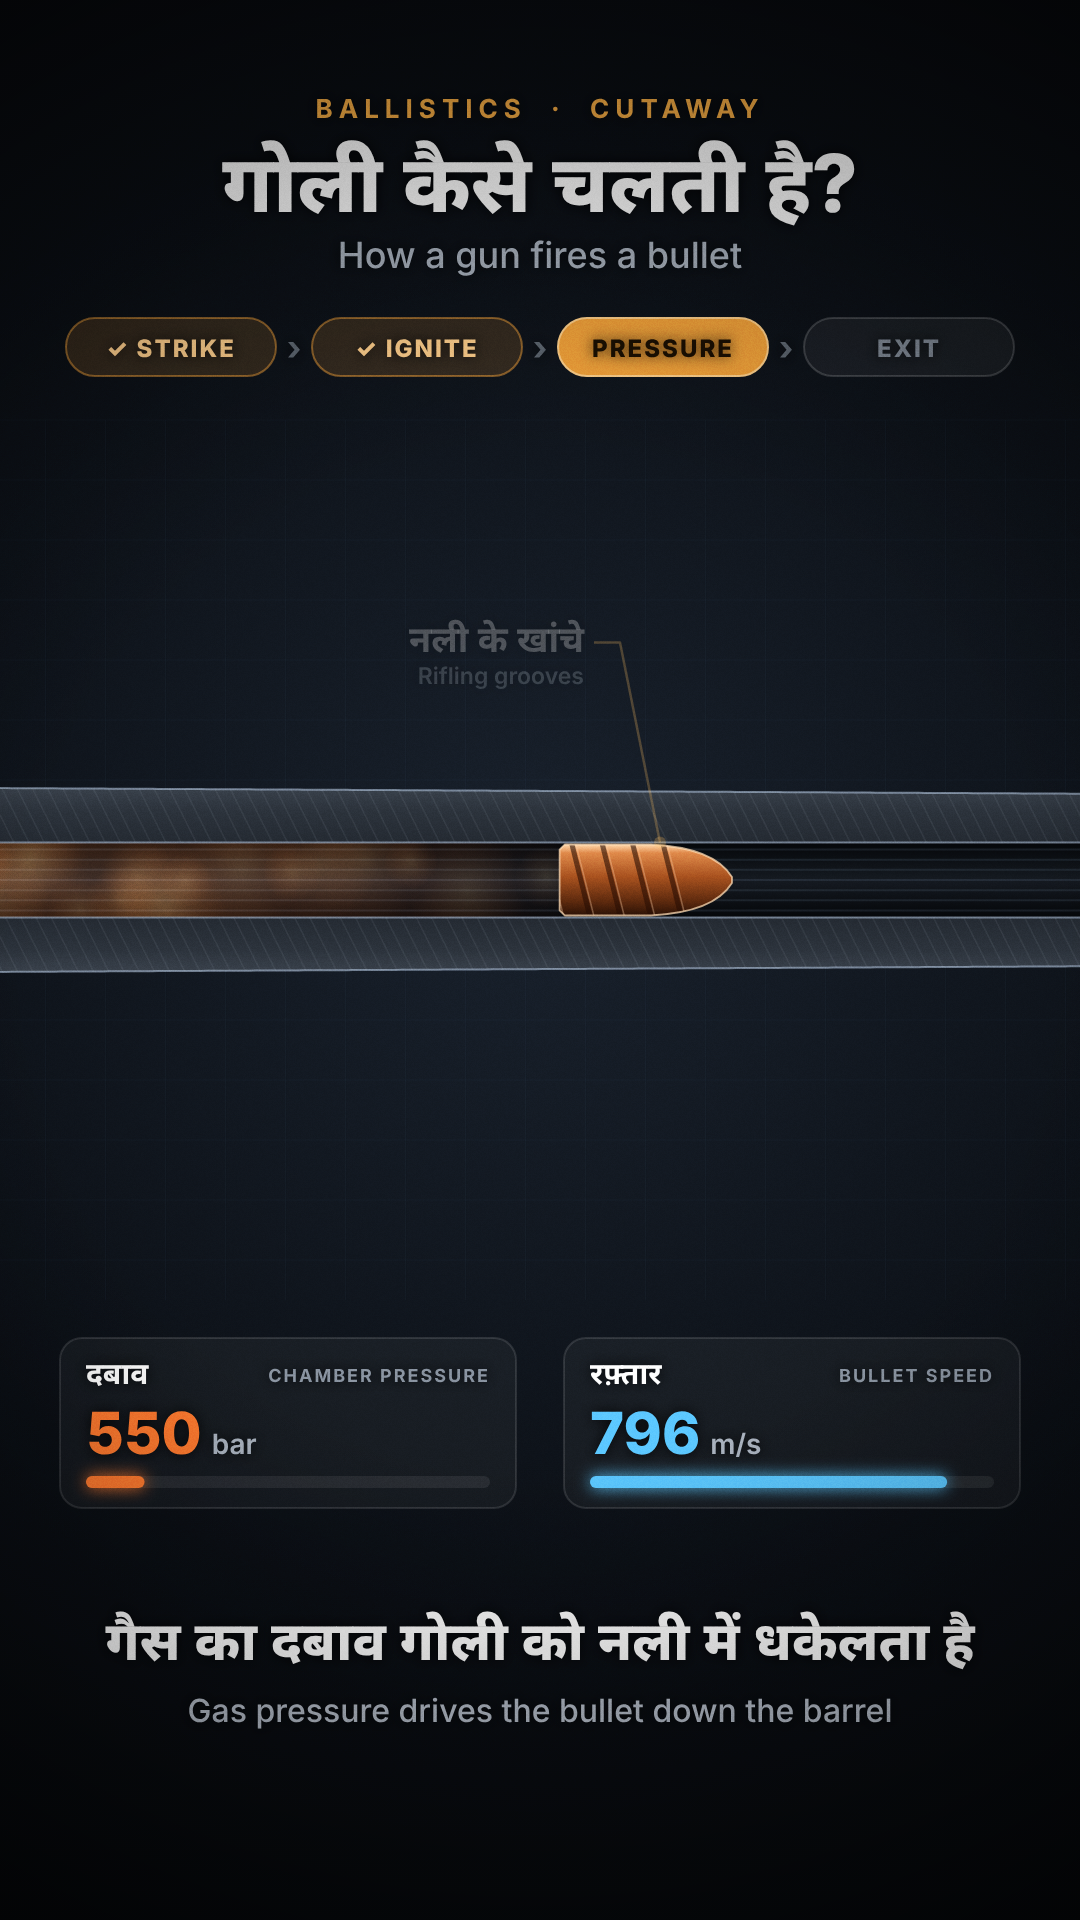 BALLISTICS · CUTAWAY
गोली कैसे चलती है?
How a gun fires a bullet
✓ STRIKE › ✓ IGNITE › PRESSURE › EXIT
नली के खांचे
Rifling grooves
दबाव CHAMBER PRESSURE
550 bar
रफ़्तार BULLET SPEED
796 m/s
गैस का दबाव गोली को नली में धकेलता है
Gas pressure drives the bullet down the barrel